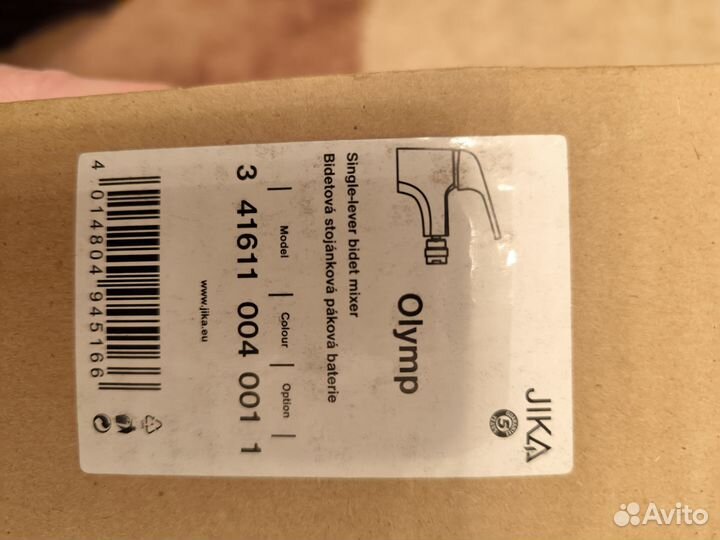 JIKA
5
Olymp
Single-lever bidet mixer
Bidetová stojánková páková baterie
Model Colour Option
3 41611 004 001 1
www.jika.eu
4 014804 945166
Avito